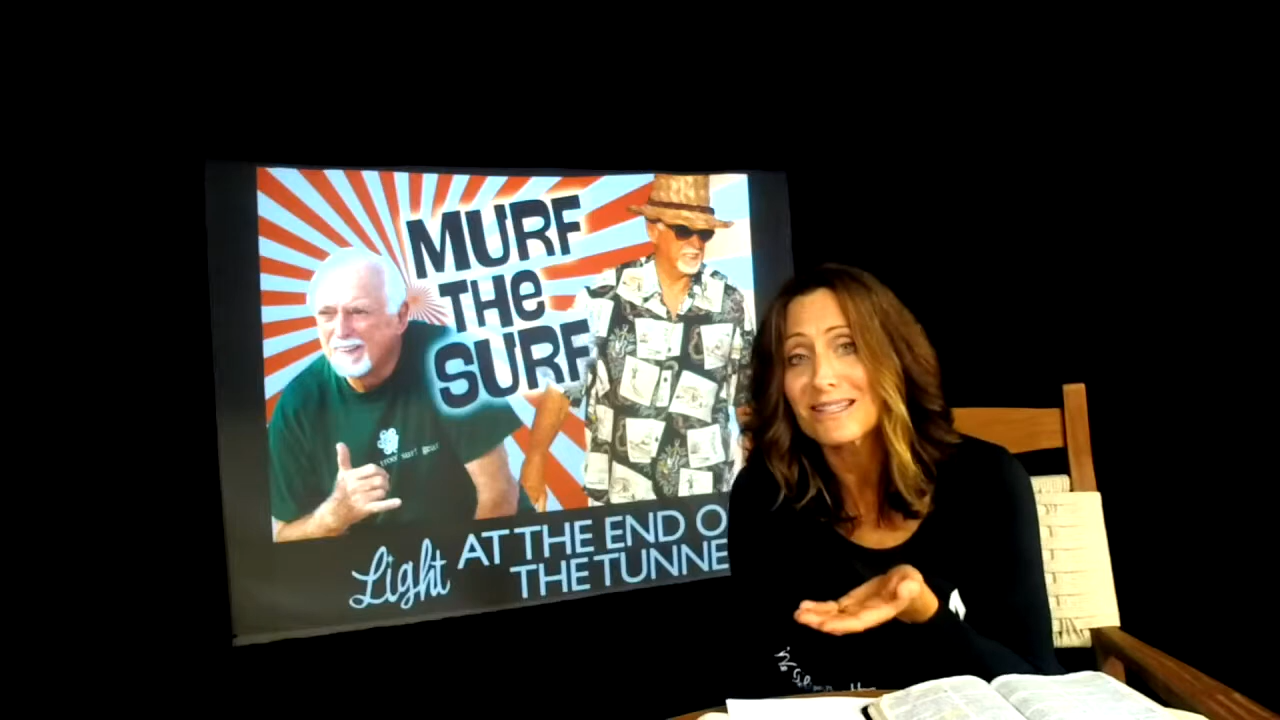 MURF
THe
SURF
Light AT THE END O
THE TUNNE